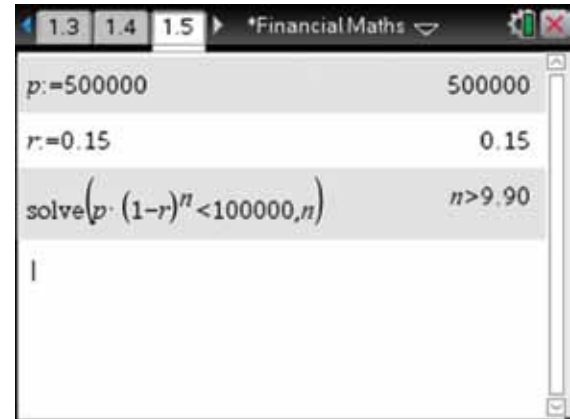 1.3 1.4 1.5 *Financial Maths
p:=500000 500000
r:=0.15 0.15
solve(p·(1−r)ⁿ<100000,n) n>9.90